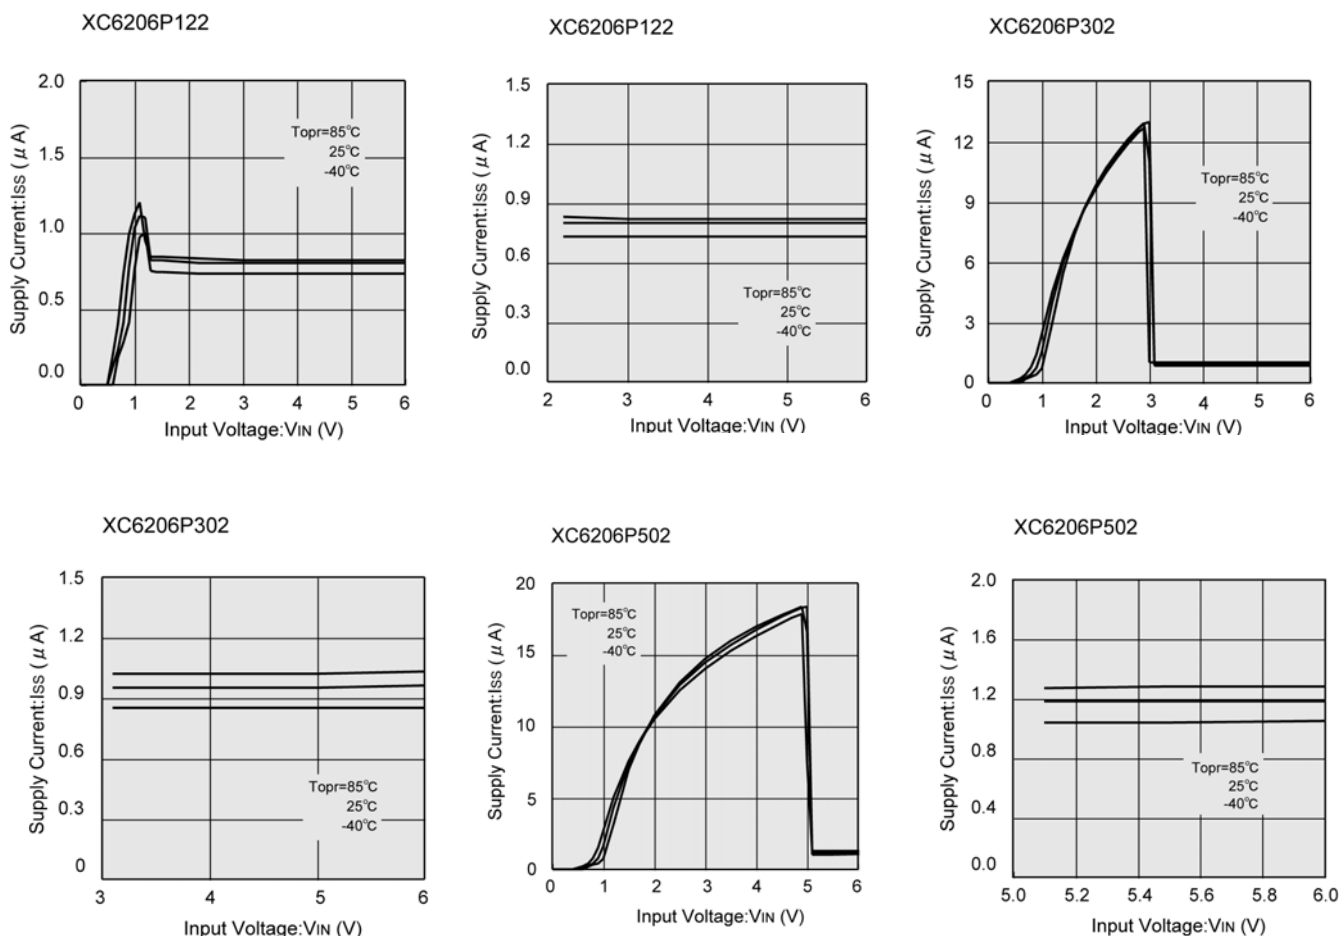 XC6206P122
2.0
1.5
1.0
0.5
0.0
Supply Current:Iss ( μ A)
Topr=85℃
25℃
-40℃
0 1 2 3 4 5 6
Input Voltage:VIN (V)
XC6206P122
1.5
1.2
0.9
0.6
0.3
0.0
Supply Current:Iss ( μ A)
Topr=85℃
25℃
-40℃
2 3 4 5 6
Input Voltage:VIN (V)
XC6206P302
15
12
9
6
3
0
Supply Current:Iss ( μ A)
Topr=85℃
25℃
-40℃
0 1 2 3 4 5 6
Input Voltage:VIN (V)
XC6206P302
1.5
1.2
0.9
0.6
0.3
0
Supply Current:Iss ( μ A)
Topr=85℃
25℃
-40℃
3 4 5 6
Input Voltage:VIN (V)
XC6206P502
20
15
10
5
0
Supply Current:Iss ( μ A)
Topr=85℃
25℃
-40℃
0 1 2 3 4 5 6
Input Voltage:VIN (V)
XC6206P502
2.0
1.6
1.2
0.8
0.4
0.0
Supply Current:Iss ( μ A)
Topr=85℃
25℃
-40℃
5.0 5.2 5.4 5.6 5.8 6.0
Input Voltage:VIN (V)